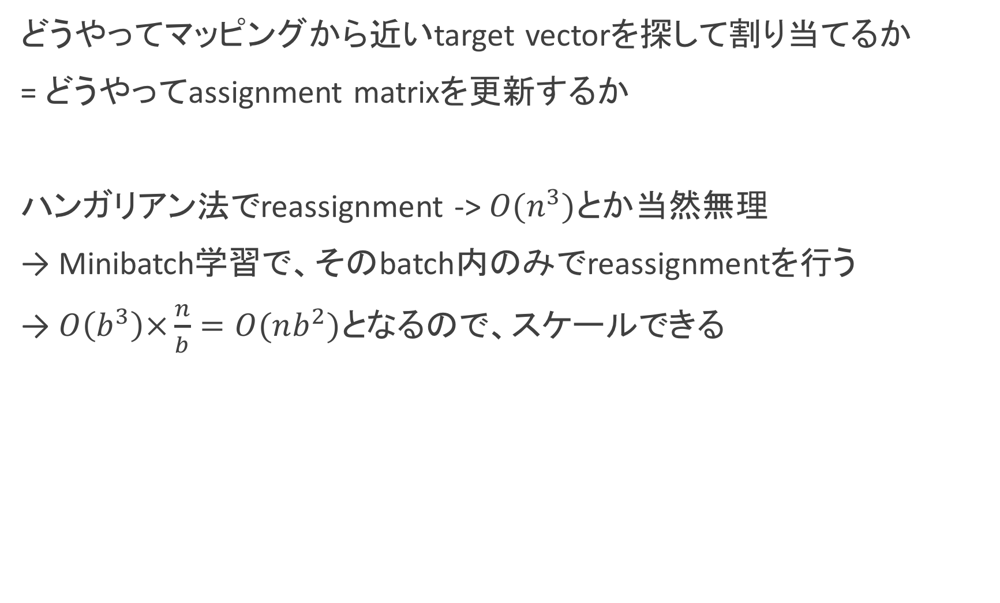 どうやってマッピングから近いtarget vectorを探して割り当てるか
= どうやってassignment matrixを更新するか
ハンガリアン法でreassignment -> 𝑂(𝑛³)とか当然無理
→ Minibatch学習で、そのbatch内のみでreassignmentを行う
→ 𝑂(𝑏³)×𝑛/𝑏 = 𝑂(𝑛𝑏²)となるので、スケールできる